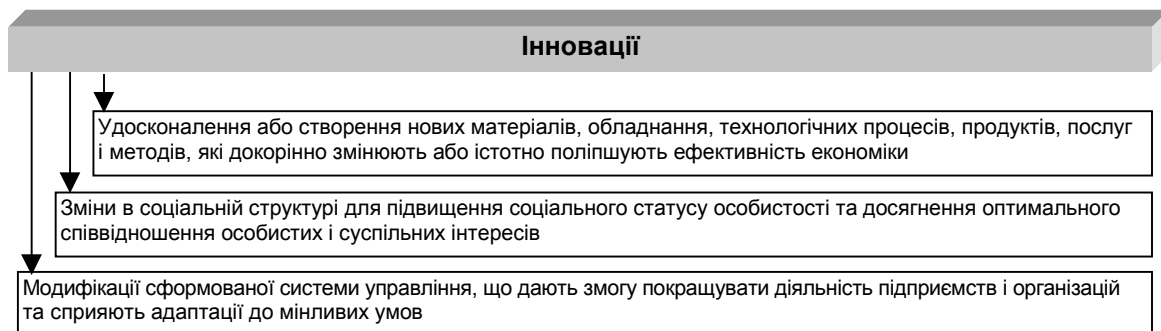 Інновації
Удосконалення або створення нових матеріалів, обладнання, технологічних процесів, продуктів, послуг
і методів, які докорінно змінюють або істотно поліпшують ефективність економіки
Зміни в соціальній структурі для підвищення соціального статусу особистості та досягнення оптимального
співвідношення особистих і суспільних інтересів
Модифікації сформованої системи управління, що дають змогу покращувати діяльність підприємств і організацій
та сприяють адаптації до мінливих умов